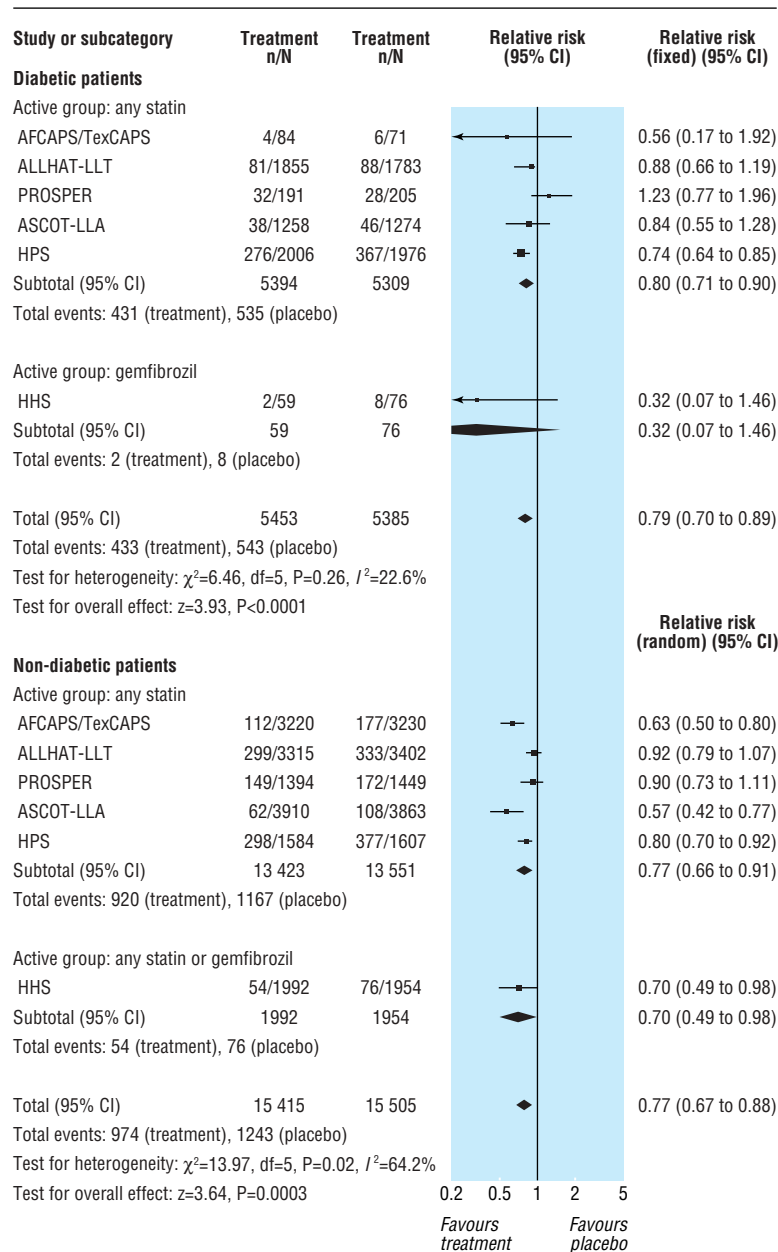 Study or subcategory Treatment n/N Treatment n/N Relative risk (95% CI) Relative risk (fixed) (95% CI)
Diabetic patients
Active group: any statin
AFCAPS/TexCAPS 4/84 6/71 0.56 (0.17 to 1.92)
ALLHAT-LLT 81/1855 88/1783 0.88 (0.66 to 1.19)
PROSPER 32/191 28/205 1.23 (0.77 to 1.96)
ASCOT-LLA 38/1258 46/1274 0.84 (0.55 to 1.28)
HPS 276/2006 367/1976 0.74 (0.64 to 0.85)
Subtotal (95% CI) 5394 5309 0.80 (0.71 to 0.90)
Total events: 431 (treatment), 535 (placebo)
Active group: gemfibrozil
HHS 2/59 8/76 0.32 (0.07 to 1.46)
Subtotal (95% CI) 59 76 0.32 (0.07 to 1.46)
Total events: 2 (treatment), 8 (placebo)
Total (95% CI) 5453 5385 0.79 (0.70 to 0.89)
Total events: 433 (treatment), 543 (placebo)
Test for heterogeneity: χ²=6.46, df=5, P=0.26, I²=22.6%
Test for overall effect: z=3.93, P<0.0001
Relative risk (random) (95% CI)
Non-diabetic patients
Active group: any statin
AFCAPS/TexCAPS 112/3220 177/3230 0.63 (0.50 to 0.80)
ALLHAT-LLT 299/3315 333/3402 0.92 (0.79 to 1.07)
PROSPER 149/1394 172/1449 0.90 (0.73 to 1.11)
ASCOT-LLA 62/3910 108/3863 0.57 (0.42 to 0.77)
HPS 298/1584 377/1607 0.80 (0.70 to 0.92)
Subtotal (95% CI) 13 423 13 551 0.77 (0.66 to 0.91)
Total events: 920 (treatment), 1167 (placebo)
Active group: any statin or gemfibrozil
HHS 54/1992 76/1954 0.70 (0.49 to 0.98)
Subtotal (95% CI) 1992 1954 0.70 (0.49 to 0.98)
Total events: 54 (treatment), 76 (placebo)
Total (95% CI) 15 415 15 505 0.77 (0.67 to 0.88)
Total events: 974 (treatment), 1243 (placebo)
Test for heterogeneity: χ²=13.97, df=5, P=0.02, I²=64.2%
Test for overall effect: z=3.64, P=0.0003
0.2 0.5 1 2 5
Favours treatment Favours placebo